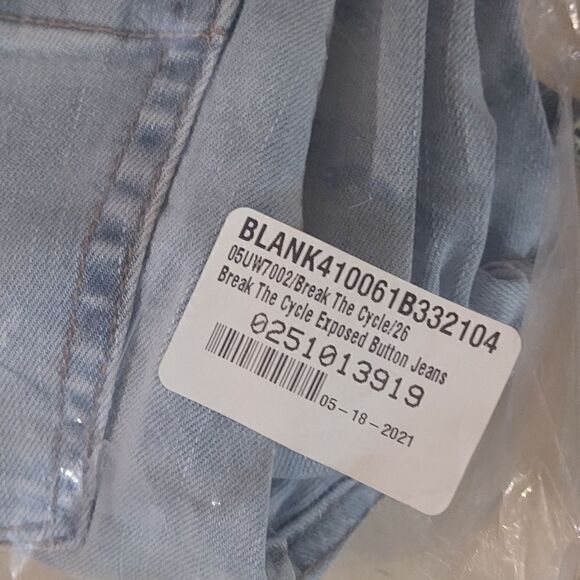 BLANK410061B332104
05UW7002/Break The Cycle/26
Break The Cycle Exposed Button Jeans
0251013919
05-18-2021